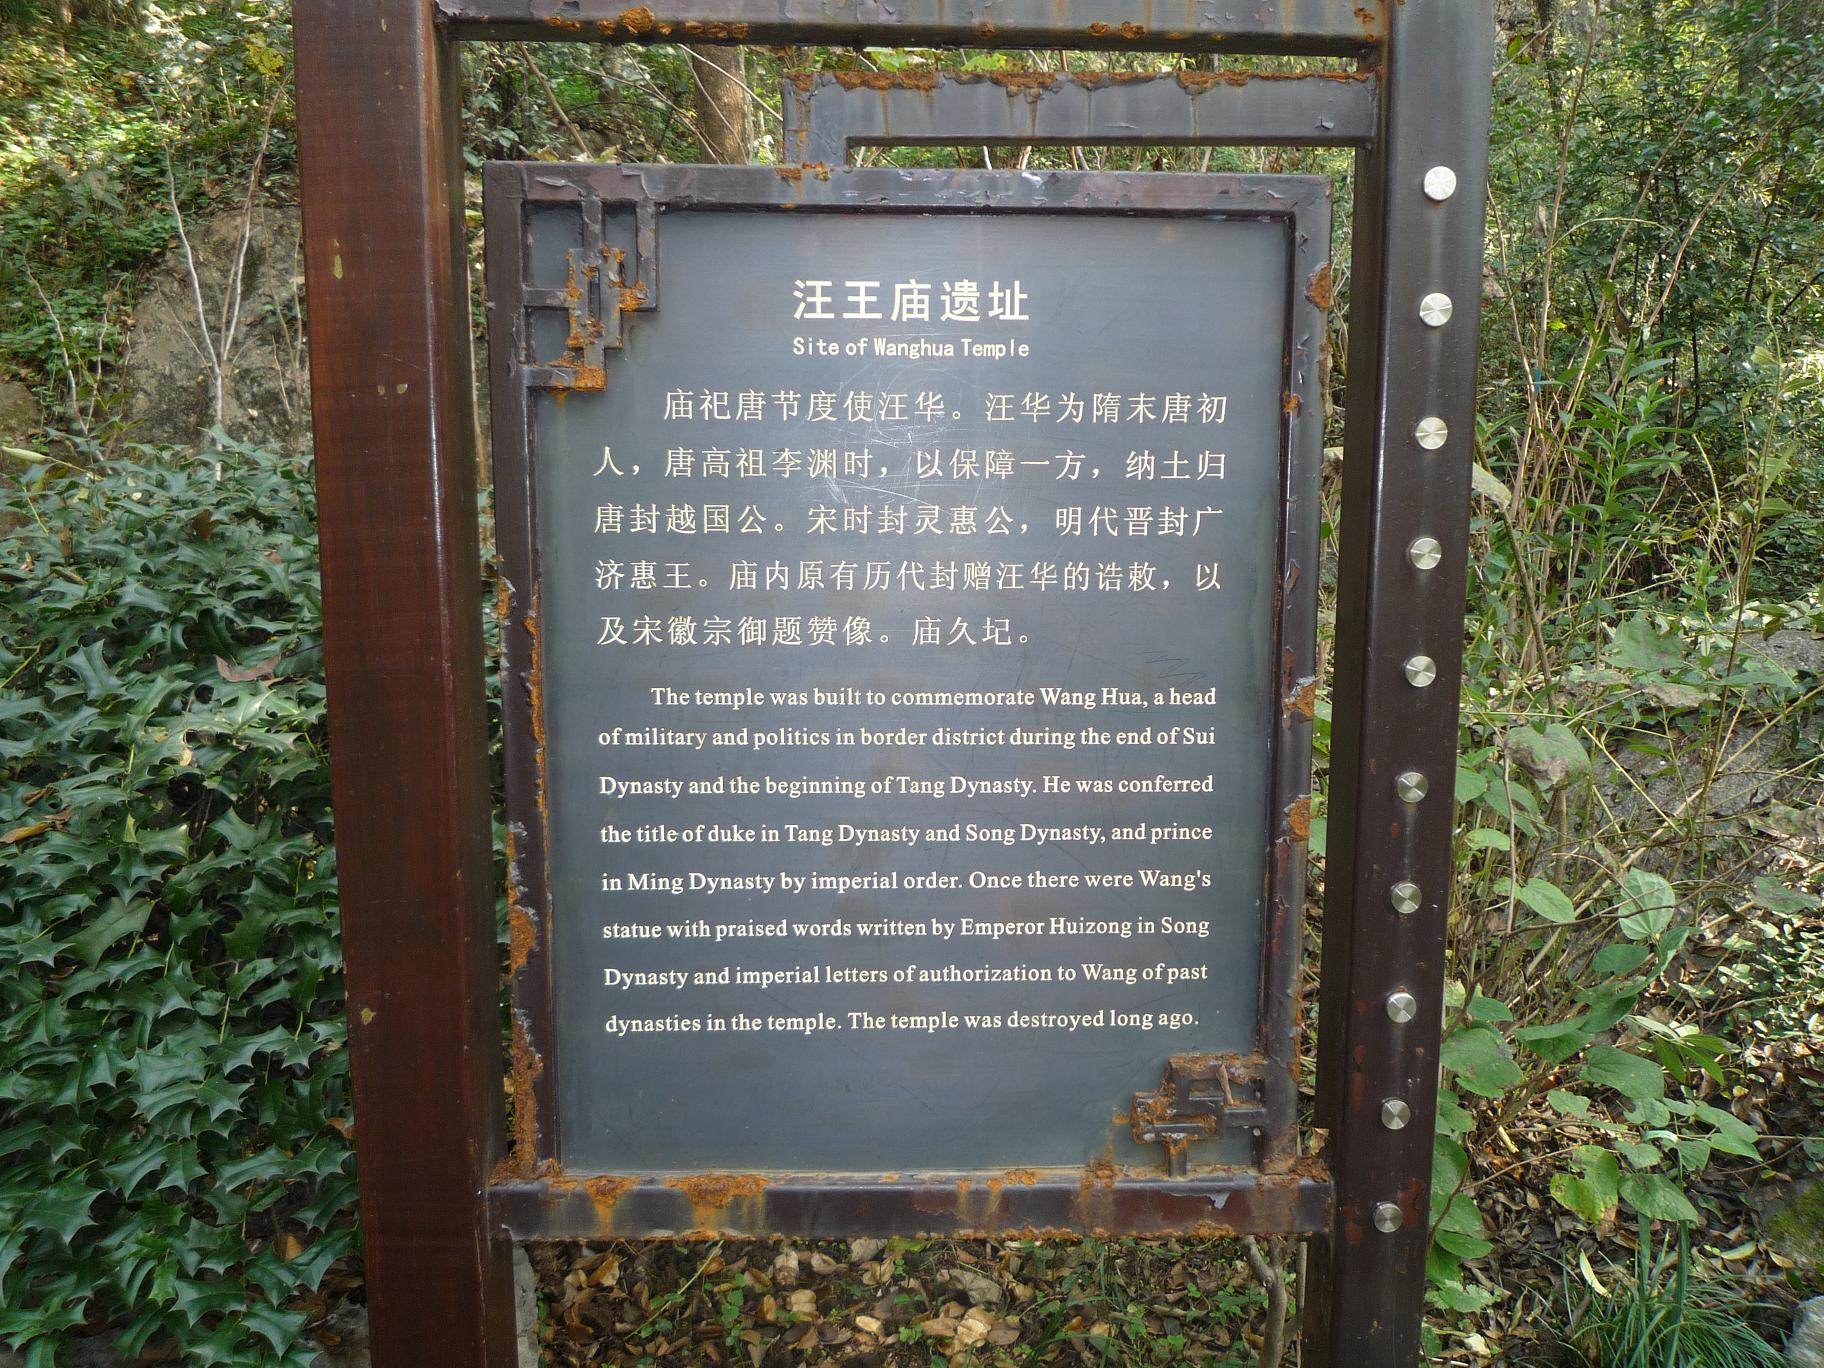 汪王庙遗址
Site of Wanghua Temple
庙祀唐节度使汪华。汪华为隋末唐初
人，唐高祖李渊时，以保障一方，纳土归
唐封越国公。宋时封灵惠公，明代晋封广
济惠王。庙内原有历代封赠汪华的诰敕，以
及宋徽宗御题赞像。庙久圮。
The temple was built to commemorate Wang Hua, a head
of military and politics in border district during the end of Sui
Dynasty and the beginning of Tang Dynasty. He was conferred
the title of duke in Tang Dynasty and Song Dynasty, and prince
in Ming Dynasty by imperial order. Once there were Wang's
statue with praised words written by Emperor Huizong in Song
Dynasty and imperial letters of authorization to Wang of past
dynasties in the temple. The temple was destroyed long ago.